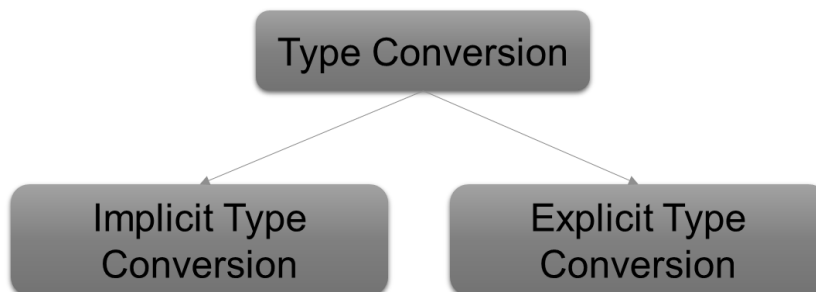 Type Conversion
Implicit Type
Conversion
Explicit Type
Conversion